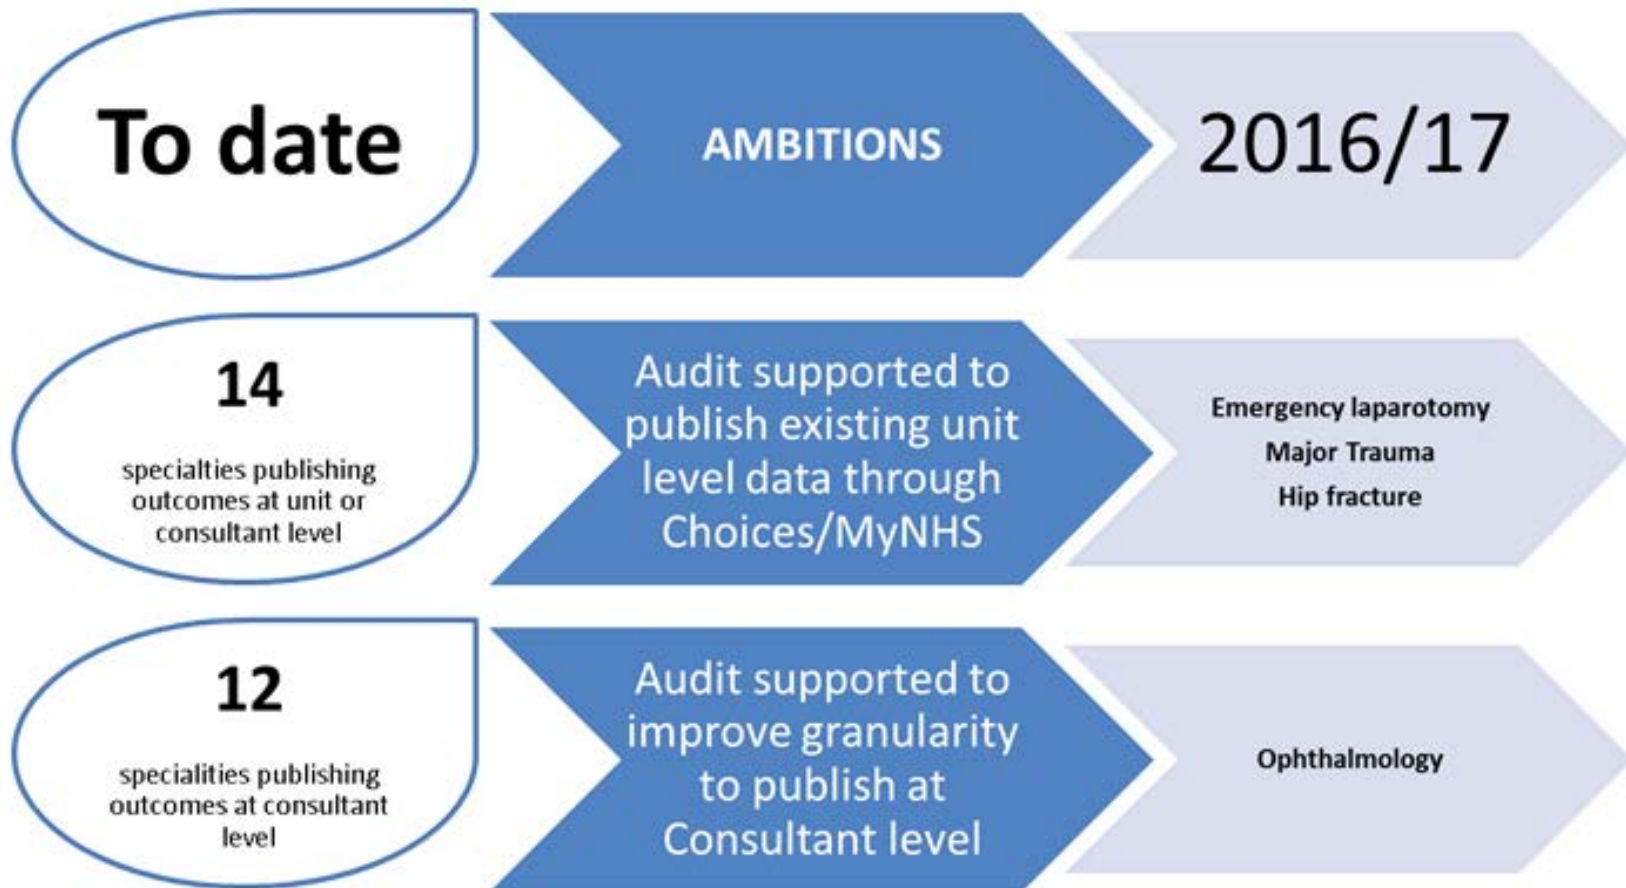 To date
AMBITIONS
2016/17
14
specialties publishing
outcomes at unit or
consultant level
Audit supported to
publish existing unit
level data through
Choices/MyNHS
Emergency laparotomy
Major Trauma
Hip fracture
12
specialities publishing
outcomes at consultant
level
Audit supported to
improve granularity
to publish at
Consultant level
Ophthalmology